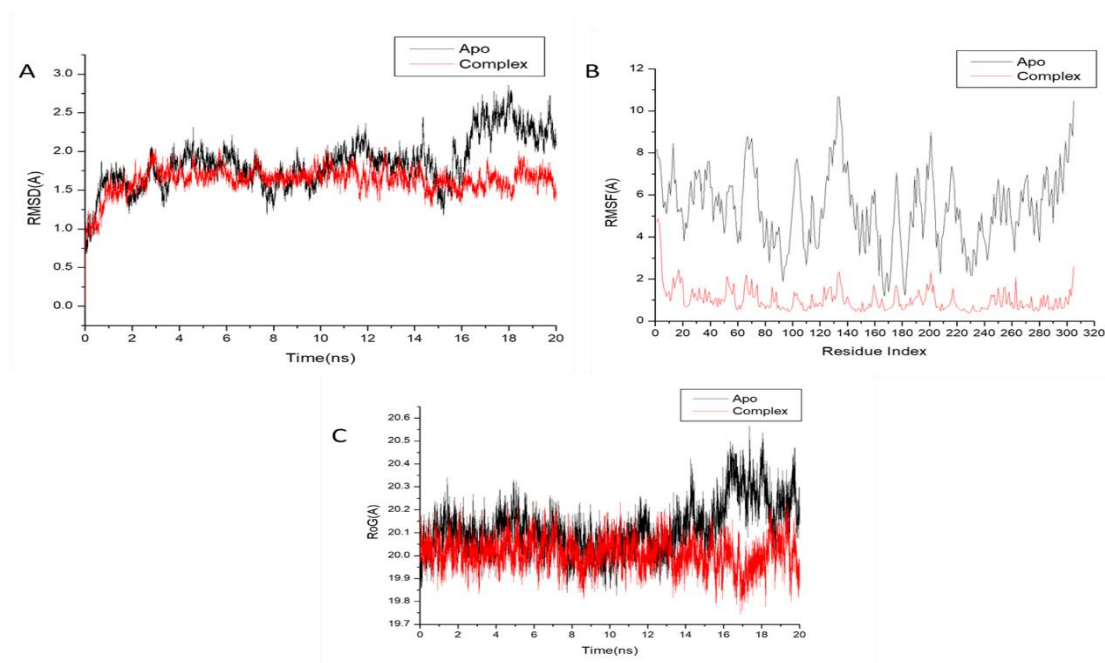 A
Apo
Complex
RMSD(A)
3.0
2.5
2.0
1.5
1.0
0.5
0.0
0 2 4 6 8 10 12 14 16 18 20
Time(ns)
B
Apo
Complex
RMSF(A)
12
10
8
6
4
2
0
0 20 40 60 80 100 120 140 160 180 200 220 240 260 280 300 320
Residue Index
C
Apo
Complex
RoG(A)
20.6
20.5
20.4
20.3
20.2
20.1
20.0
19.9
19.8
19.7
0 2 4 6 8 10 12 14 16 18 20
Time(ns)